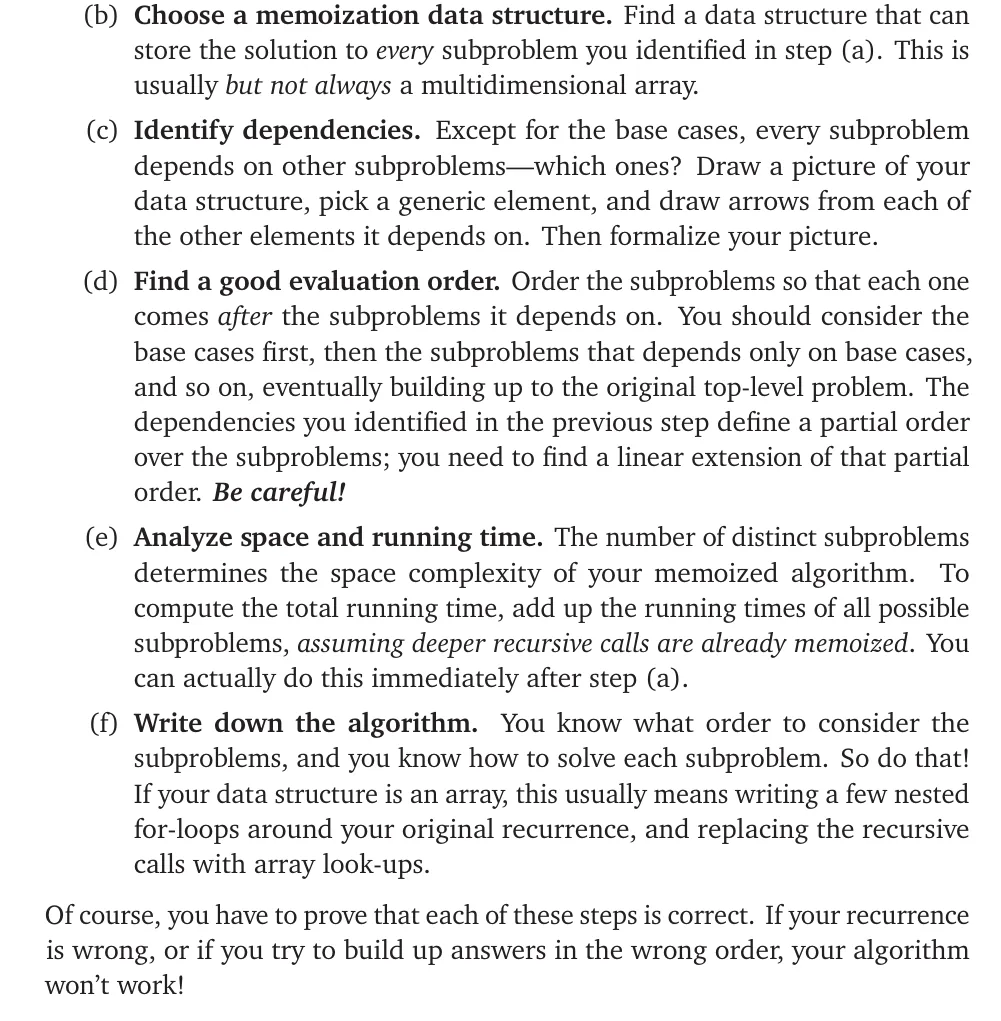 (b) Choose a memoization data structure. Find a data structure that can
store the solution to every subproblem you identified in step (a). This is
usually but not always a multidimensional array.
(c) Identify dependencies. Except for the base cases, every subproblem
depends on other subproblems—which ones? Draw a picture of your
data structure, pick a generic element, and draw arrows from each of
the other elements it depends on. Then formalize your picture.
(d) Find a good evaluation order. Order the subproblems so that each one
comes after the subproblems it depends on. You should consider the
base cases first, then the subproblems that depends only on base cases,
and so on, eventually building up to the original top-level problem. The
dependencies you identified in the previous step define a partial order
over the subproblems; you need to find a linear extension of that partial
order. Be careful!
(e) Analyze space and running time. The number of distinct subproblems
determines the space complexity of your memoized algorithm. To
compute the total running time, add up the running times of all possible
subproblems, assuming deeper recursive calls are already memoized. You
can actually do this immediately after step (a).
(f) Write down the algorithm. You know what order to consider the
subproblems, and you know how to solve each subproblem. So do that!
If your data structure is an array, this usually means writing a few nested
for-loops around your original recurrence, and replacing the recursive
calls with array look-ups.
Of course, you have to prove that each of these steps is correct. If your recurrence
is wrong, or if you try to build up answers in the wrong order, your algorithm
won't work!